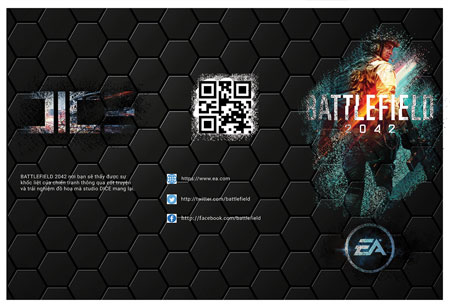 DICE
BATTLEFIELD 2042 nơi bạn sẽ thấy được sự
khốc liệt của chiến tranh thông qua cốt truyện
và trải nghiệm đồ họa mà studio DICE mang lại
https://www.ea.com
http://twitter.com/battlefield
http://facebook.com/battlefield
BATTLEFIELD
2042
EA